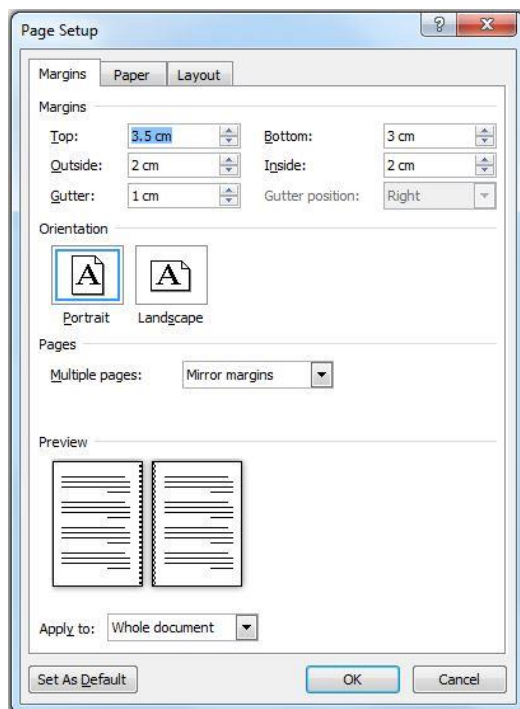 Page Setup
Margins Paper Layout
Margins
Top: 3.5 cm Bottom: 3 cm
Outside: 2 cm Inside: 2 cm
Gutter: 1 cm Gutter position: Right
Orientation
A A
Portrait Landscape
Pages
Multiple pages: Mirror margins
Preview
Apply to: Whole document
Set As Default OK Cancel